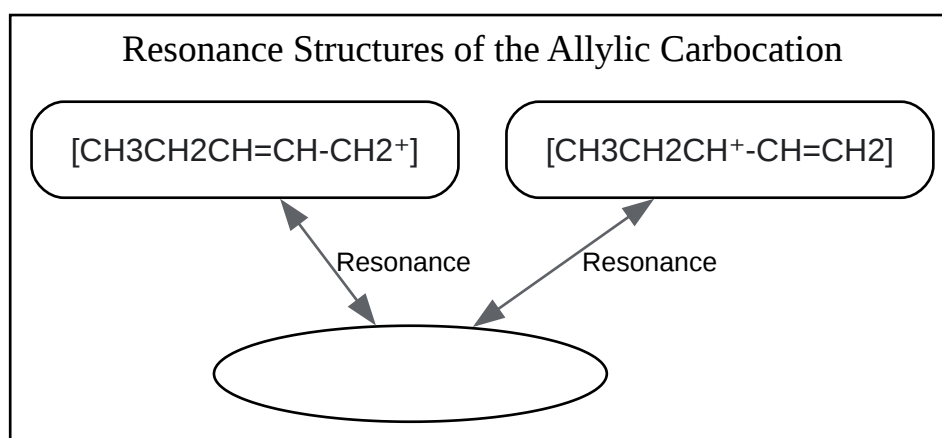 Resonance Structures of the Allylic Carbocation
[CH3CH2CH=CH-CH2⁺]
[CH3CH2CH⁺-CH=CH2]
Resonance
Resonance